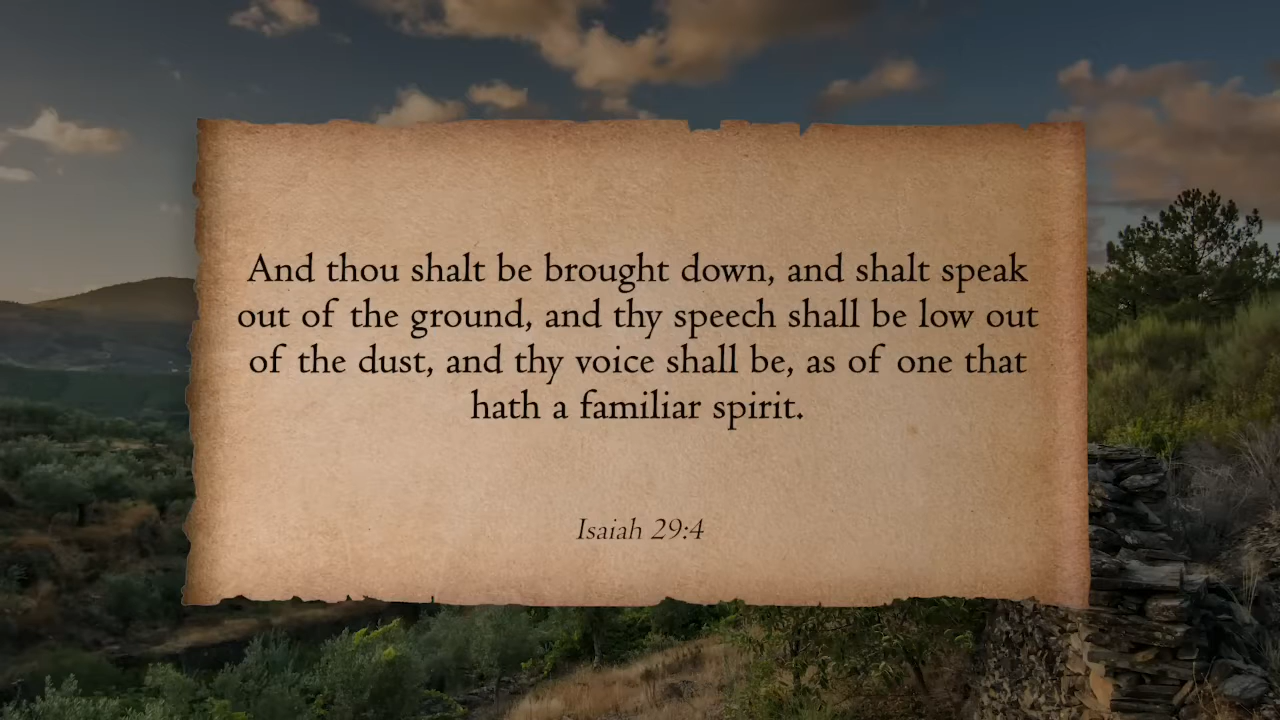 And thou shalt be brought down, and shalt speak
out of the ground, and thy speech shall be low out
of the dust, and thy voice shall be, as of one that
hath a familiar spirit.
Isaiah 29:4